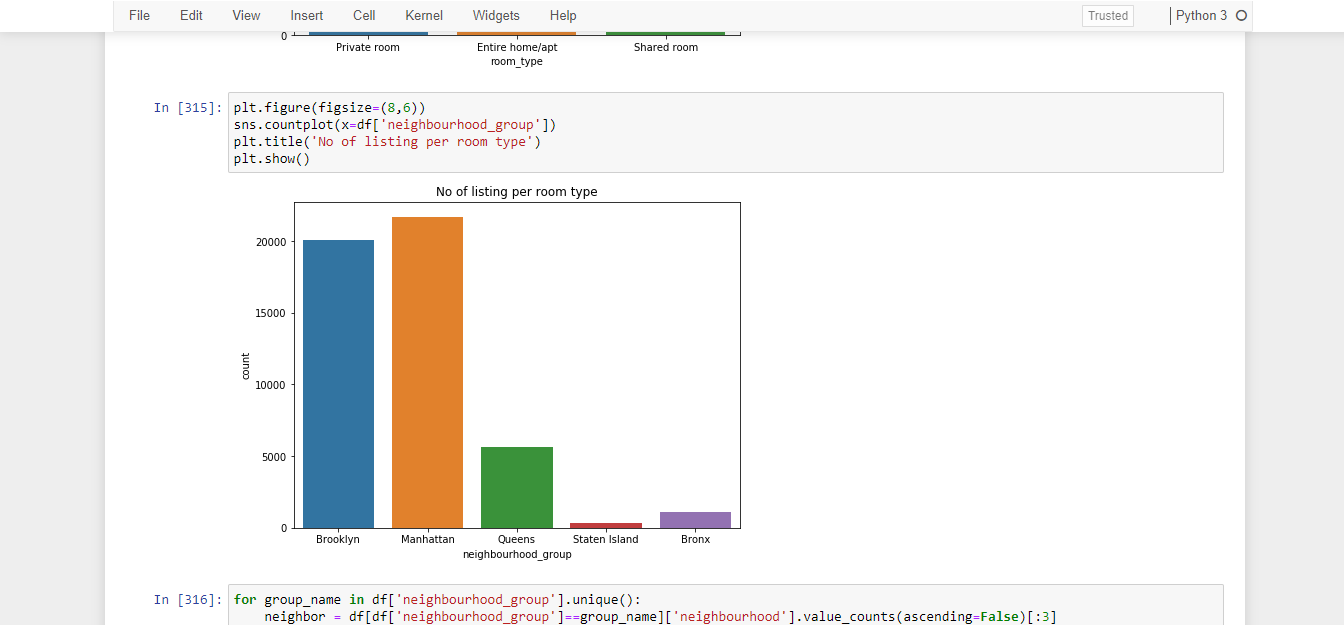 File Edit View Insert Cell Kernel Widgets Help Trusted Python 3
0
Private room Entire home/apt Shared room
room_type
In [315]: plt.figure(figsize=(8,6))
sns.countplot(x=df['neighbourhood_group'])
plt.title('No of listing per room type')
plt.show()
No of listing per room type
20000
15000
count
10000
5000
0
Brooklyn Manhattan Queens Staten Island Bronx
neighbourhood_group
In [316]: for group_name in df['neighbourhood_group'].unique():
neighbor = df[df['neighbourhood_group']==group_name]['neighbourhood'].value_counts(ascending=False)[:3]